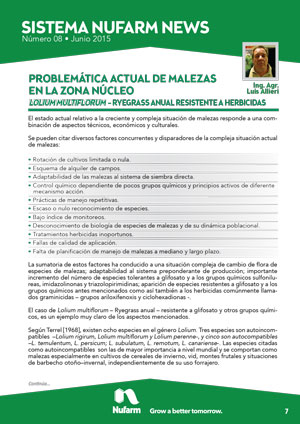 SISTEMA NUFARM NEWS
Número 08 • Junio 2015
Ing. Agr.
Luis Allieri
PROBLEMÁTICA ACTUAL DE MALEZAS
EN LA ZONA NÚCLEO
LOLIUM MULTIFLORUM – RYEGRASS ANUAL RESISTENTE A HERBICIDAS
El estado actual relativo a la creciente y compleja situación de malezas responde a una com-
binación de aspectos técnicos, económicos y culturales.
Se pueden citar diversos factores concurrentes y disparadores de la compleja situación actual
de malezas:
• Rotación de cultivos limitada o nula.
• Esquema de alquiler de campos.
• Adaptabilidad de las malezas al sistema de siembra directa.
• Control químico dependiente de pocos grupos químicos y principios activos de diferente
mecanismo acción.
• Prácticas de manejo repetitivas.
• Escaso o nulo reconocimiento de especies.
• Bajo índice de monitoreos.
• Desconocimiento de biología de especies de malezas y de su dinámica poblacional.
• Tratamientos herbicidas inoportunos.
• Fallas de calidad de aplicación.
• Falta de planificación de manejo de malezas a mediano y largo plazo.
La sumatoria de estos factores ha conducido a una situación compleja de cambio de flora de
especies de malezas; adaptabilidad al sistema preponderante de producción; importante
incremento del número de especies tolerantes a glifosato y a los grupos químicos sulfonilu-
reas, imidazolinonas y triazolopirimidinas; aparición de especies resistentes a glifosato y a los
grupos químicos antes mencionados como así también a los herbicidas comúnmente llama-
dos graminicidas – grupos ariloxifenoxis y ciclohexadionas -.
El caso de Lolium multiflorum – Ryegrass anual – resistente a glifosato y otros grupos quími-
cos, es un ejemplo muy claro de los aspectos mencionados.
Según Terrel (1968), existen ocho especies en el género Lolium. Tres especies son autoincom-
patibles –Lolium rigirum, Lolium multiflorum y Lolium perenne–, y cinco son autocompatibles
–L. temulentum, L. persicum; L. subulatum, L. remotum, L. canariense-. Las especies citadas
como autoincompatibles son las de mayor importancia a nivel mundial y se comportan como
malezas especialmente en cultivos de cereales de invierno, vid, montes frutales y situaciones
de barbecho otoño–invernal, independientemente de su uso forrajero.
Continúa...
Nufarm
Grow a better tomorrow.
7